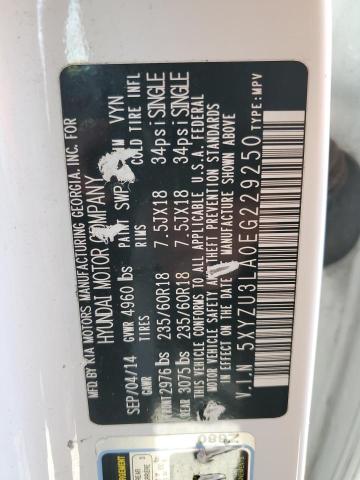 MFD.BY KIA MOTORS MANUFACTURING GEORGIA, INC. FOR
HYUNDAI MOTOR COMPANY
SEP/04/14 GVWR 4960 lbs PAINT SWP VYN
GAWR TIRES RIMS COLD TIRE INFL
FRONT 2976 lbs 235/60R18 7.5JX18 34psi SINGLE
REAR 3075 lbs 235/60R18 7.5JX18 34psi SINGLE
THIS VEHICLE CONFORMS TO ALL APPLICABLE U.S.A. FEDERAL
MOTOR VEHICLE SAFETY AND THEFT PREVENTION STANDARDS
IN EFFECT ON THE DATE OF MANUFACTURE SHOWN ABOVE
V.I.N 5XYZU3LA0EG229250 TYPE:MPV